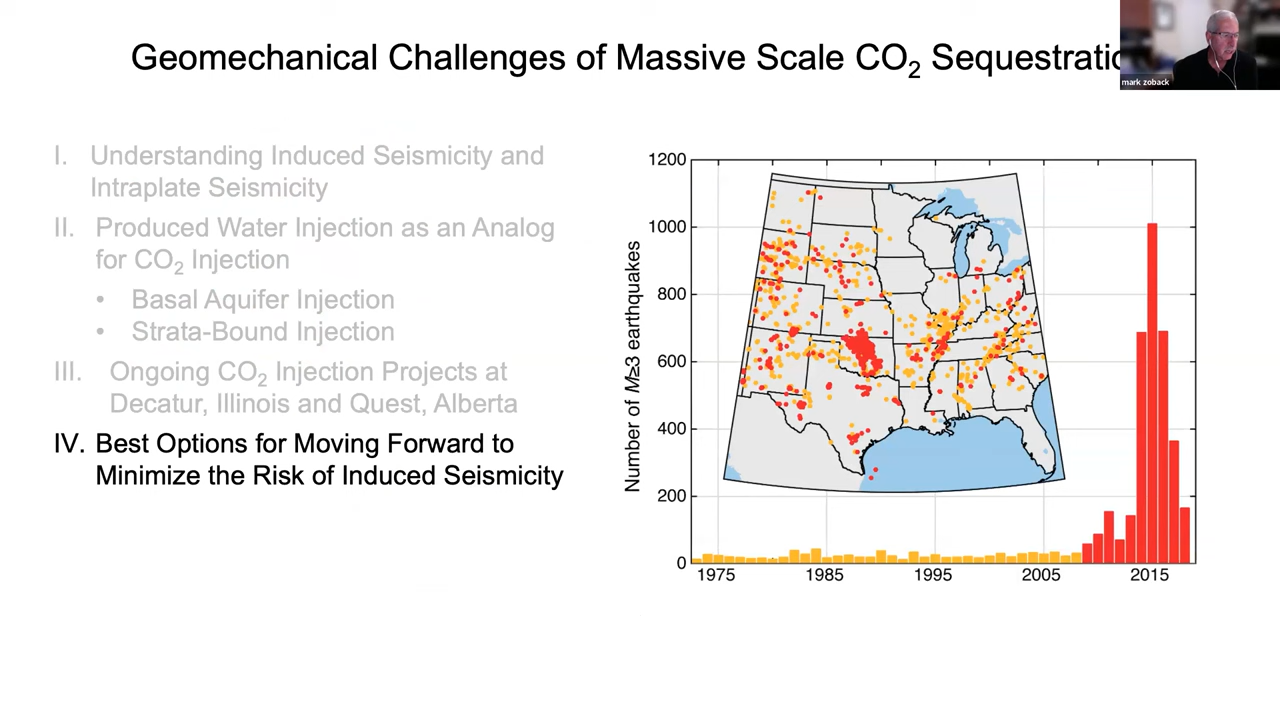 Geomechanical Challenges of Massive Scale CO₂ Sequestratio
mark zoback
I. Understanding Induced Seismicity and
Intraplate Seismicity
II. Produced Water Injection as an Analog
for CO₂ Injection
• Basal Aquifer Injection
• Strata-Bound Injection
III. Ongoing CO₂ Injection Projects at
Decatur, Illinois and Quest, Alberta
IV. Best Options for Moving Forward to
Minimize the Risk of Induced Seismicity
Number of M≥3 earthquakes
1200
1000
800
600
400
200
0
1975 1985 1995 2005 2015